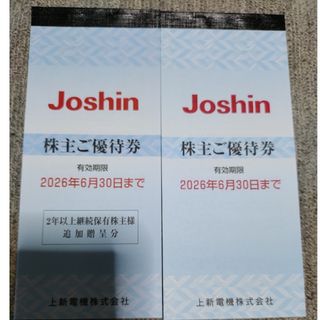 Joshin
株主ご優待券
有効期限
2026年6月30日まで
2年以上継続保有株主様
追加贈呈分
上新電機株式会社
Joshin
株主ご優待券
有効期限
2026年6月30日まで
上新電機株式会社